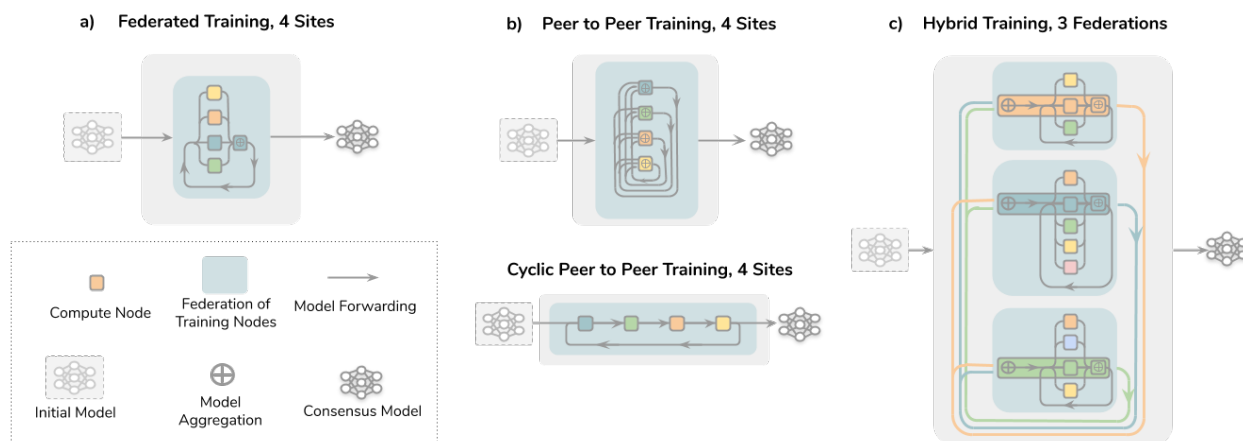 a) Federated Training, 4 Sites
b) Peer to Peer Training, 4 Sites
Cyclic Peer to Peer Training, 4 Sites
c) Hybrid Training, 3 Federations
Compute Node
Federation of
Training Nodes
Model Forwarding
Initial Model
Model
Aggregation
Consensus Model